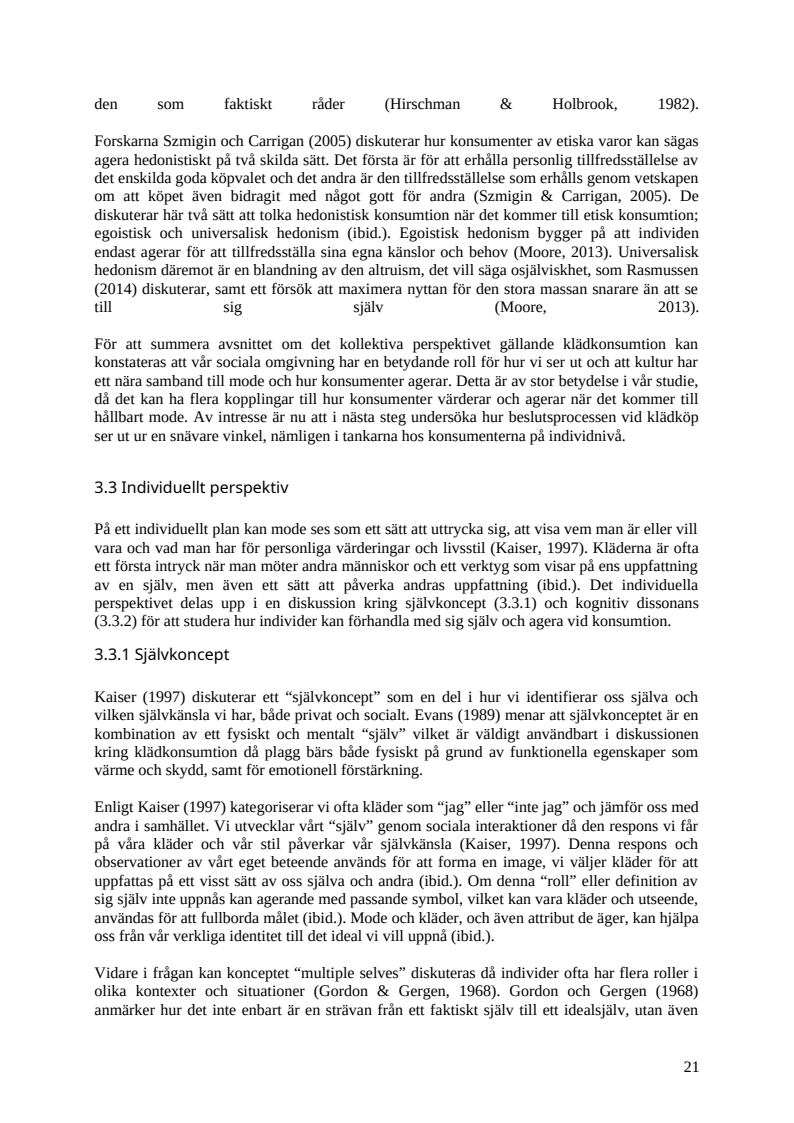 den som faktiskt råder (Hirschman & Holbrook, 1982).
Forskarna Szmigin och Carrigan (2005) diskuterar hur konsumenter av etiska varor kan sägas
agera hedonistiskt på två skilda sätt. Det första är för att erhålla personlig tillfredsställelse av
det enskilda goda köpvalet och det andra är den tillfredsställelse som erhålls genom vetskapen
om att köpet även bidragit med något gott för andra (Szmigin & Carrigan, 2005). De
diskuterar här två sätt att tolka hedonistisk konsumtion när det kommer till etisk konsumtion;
egoistisk och universalisk hedonism (ibid.). Egoistisk hedonism bygger på att individen
endast agerar för att tillfredsställa sina egna känslor och behov (Moore, 2013). Universalisk
hedonism däremot är en blandning av den altruism, det vill säga osjälviskhet, som Rasmussen
(2014) diskuterar, samt ett försök att maximera nyttan för den stora massan snarare än att se
till sig själv (Moore, 2013).
För att summera avsnittet om det kollektiva perspektivet gällande klädkonsumtion kan
konstateras att vår sociala omgivning har en betydande roll för hur vi ser ut och att kultur har
ett nära samband till mode och hur konsumenter agerar. Detta är av stor betydelse i vår studie,
då det kan ha flera kopplingar till hur konsumenter värderar och agerar när det kommer till
hållbart mode. Av intresse är nu att i nästa steg undersöka hur beslutsprocessen vid klädköp
ser ut ur en snävare vinkel, nämligen i tankarna hos konsumenterna på individnivå.
3.3 Individuellt perspektiv
På ett individuellt plan kan mode ses som ett sätt att uttrycka sig, att visa vem man är eller vill
vara och vad man har för personliga värderingar och livsstil (Kaiser, 1997). Kläderna är ofta
ett första intryck när man möter andra människor och ett verktyg som visar på ens uppfattning
av en själv, men även ett sätt att påverka andras uppfattning (ibid.). Det individuella
perspektivet delas upp i en diskussion kring självkoncept (3.3.1) och kognitiv dissonans
(3.3.2) för att studera hur individer kan förhandla med sig själv och agera vid konsumtion.
3.3.1 Självkoncept
Kaiser (1997) diskuterar ett “självkoncept” som en del i hur vi identifierar oss själva och
vilken självkänsla vi har, både privat och socialt. Evans (1989) menar att självkonceptet är en
kombination av ett fysiskt och mentalt “själv” vilket är väldigt användbart i diskussionen
kring klädkonsumtion då plagg bärs både fysiskt på grund av funktionella egenskaper som
värme och skydd, samt för emotionell förstärkning.
Enligt Kaiser (1997) kategoriserar vi ofta kläder som “jag” eller “inte jag” och jämför oss med
andra i samhället. Vi utvecklar vårt “själv” genom sociala interaktioner då den respons vi får
på våra kläder och vår stil påverkar vår självkänsla (Kaiser, 1997). Denna respons och
observationer av vårt eget beteende används för att forma en image, vi väljer kläder för att
uppfattas på ett visst sätt av oss själva och andra (ibid.). Om denna “roll” eller definition av
sig själv inte uppnås kan agerande med passande symbol, vilket kan vara kläder och utseende,
användas för att fullborda målet (ibid.). Mode och kläder, och även attribut de äger, kan hjälpa
oss från vår verkliga identitet till det ideal vi vill uppnå (ibid.).
Vidare i frågan kan konceptet “multiple selves” diskuteras då individer ofta har flera roller i
olika kontexter och situationer (Gordon & Gergen, 1968). Gordon och Gergen (1968)
anmärker hur det inte enbart är en strävan från ett faktiskt själv till ett idealsjälv, utan även
21